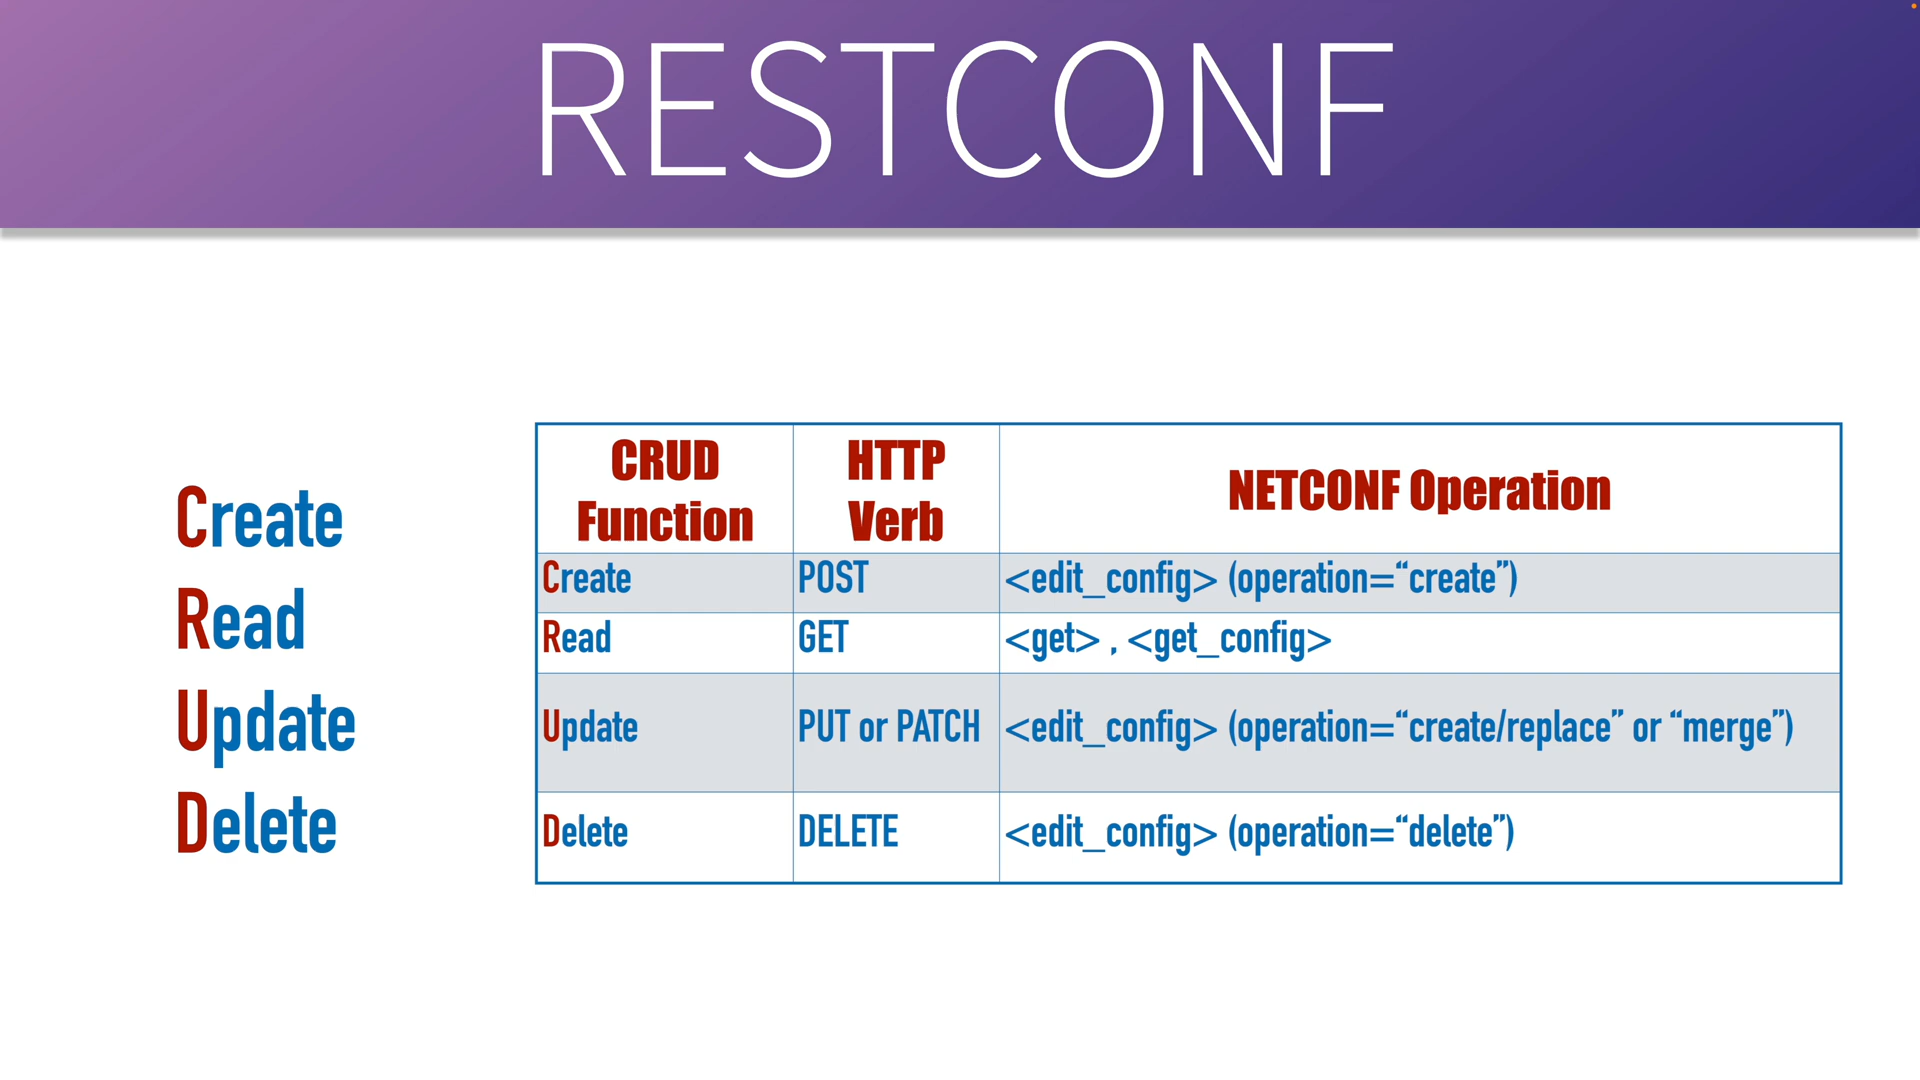 RESTCONF
Create
Read
Update
Delete
CRUD Function
HTTP Verb
NETCONF Operation
Create
POST
<edit_config> (operation=“create”)
Read
GET
<get> , <get_config>
Update
PUT or PATCH
<edit_config> (operation=“create/replace” or “merge”)
Delete
DELETE
<edit_config> (operation=“delete”)